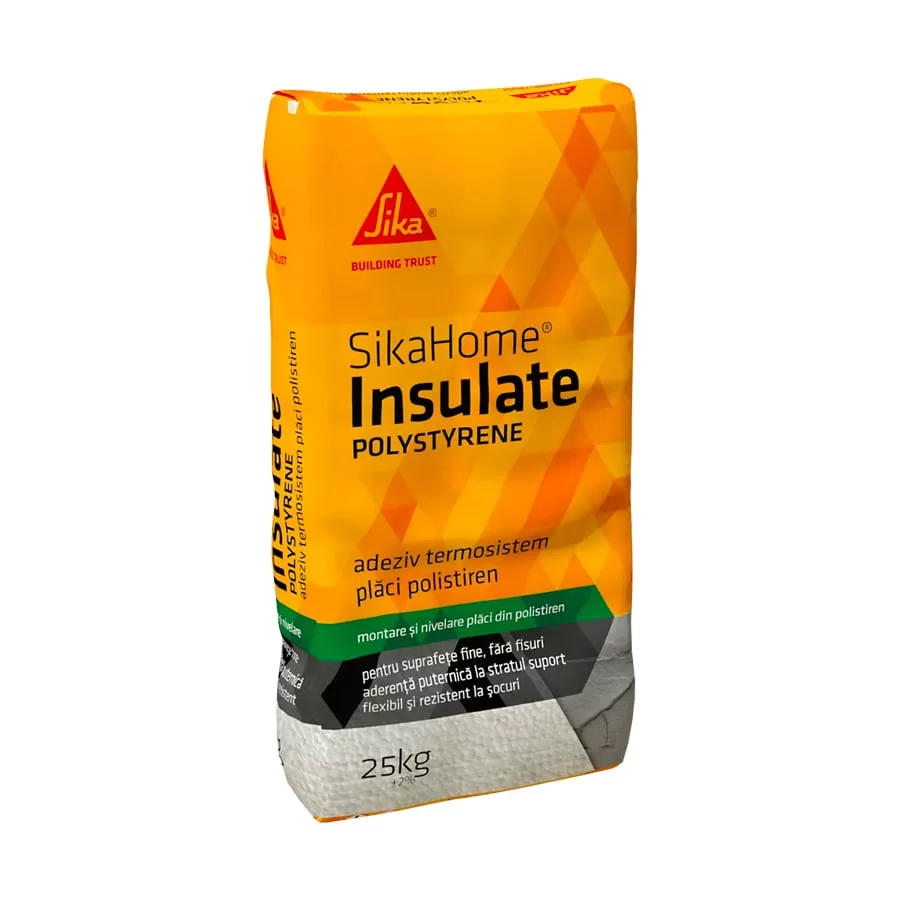 POLYSTYRENE
Sika®
BUILDING TRUST
SikaHome®
Insulate
POLYSTYRENE
adeziv termosistem
plăci polistiren
montare și nivelare plăci din polistiren
pentru suprafețe fine, fără fisuri
aderență puternică la stratul suport
flexibil și rezistent la șocuri
25kg
±2%
Insulate
POLYSTYRENE
adeziv termosistem plăci polistiren
nivelare